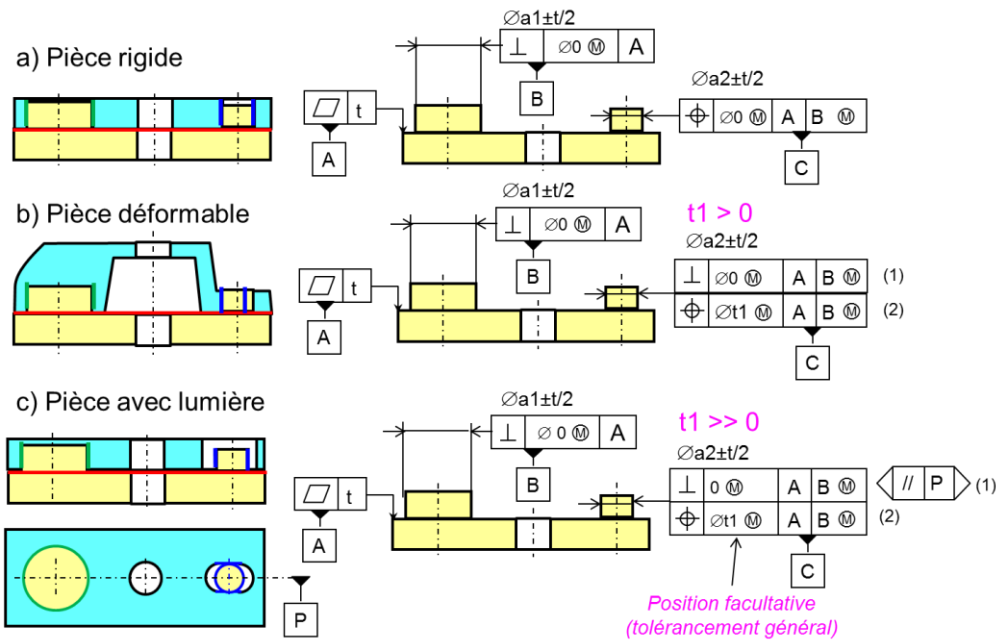 a) Pièce rigide
∅a1±t/2
⊥ ∅0 Ⓜ A
B
▱ t
A
∅a2±t/2
⌖ ∅0 Ⓜ A B Ⓜ
C
b) Pièce déformable
∅a1±t/2
⊥ ∅0 Ⓜ A
B
▱ t
A
t1 > 0
∅a2±t/2
⊥ ∅0 Ⓜ A B Ⓜ (1)
⌖ ∅t1 Ⓜ A B Ⓜ (2)
C
c) Pièce avec lumière
∅a1±t/2
⊥ ∅0 Ⓜ A
B
▱ t
A
t1 >> 0
∅a2±t/2
⊥ 0 Ⓜ A B Ⓜ // P (1)
⌖ ∅t1 Ⓜ A B Ⓜ (2)
C
P
Position facultative
(tolérancement général)